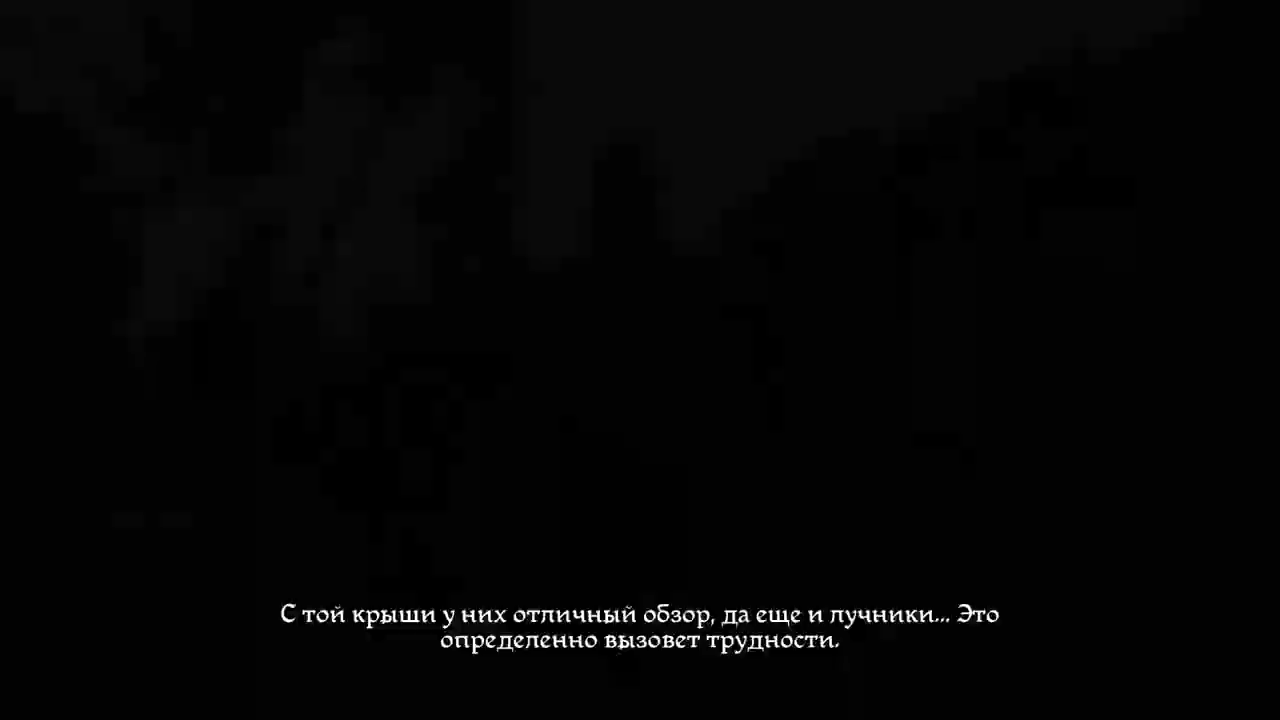 С той крыши у них отличный обзор, да еще и лучники... Это
определенно вызовет трудности.